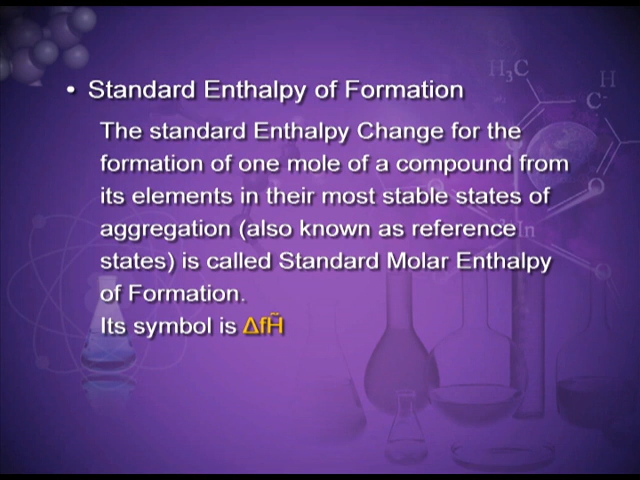 • Standard Enthalpy of Formation
The standard Enthalpy Change for the
formation of one mole of a compound from
its elements in their most stable states of
aggregation (also known as reference
states) is called Standard Molar Enthalpy
of Formation.
Its symbol is ΔfH̃
H₃C
H
C